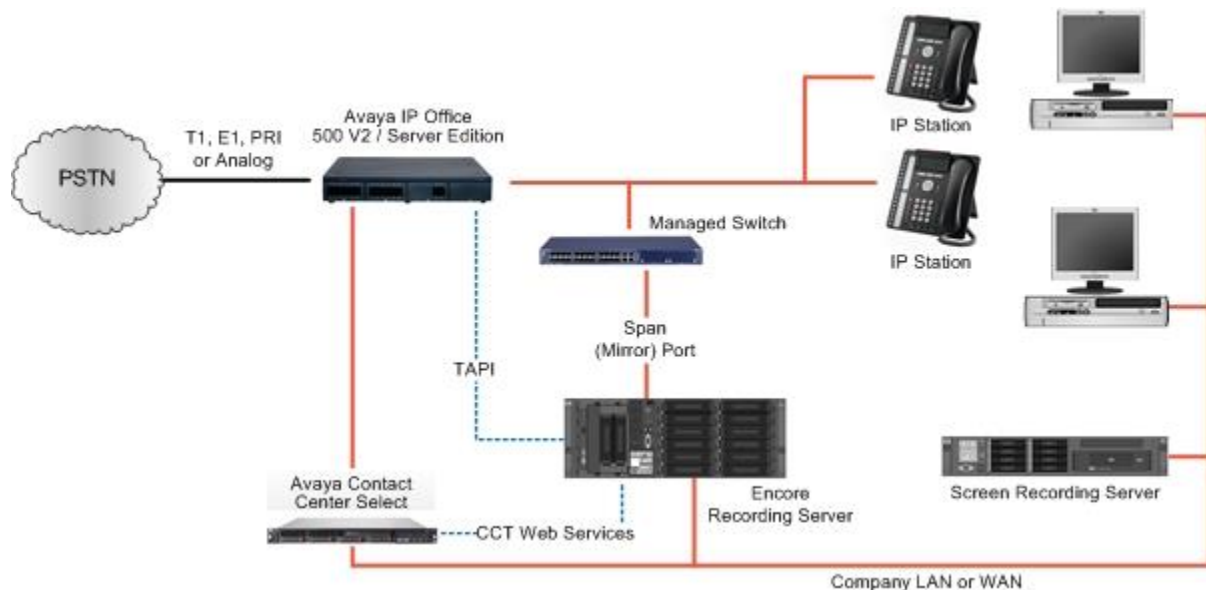 Avaya IP Office
500 V2 / Server Edition
T1, E1, PRI
or Analog
PSTN
IP Station
Managed Switch
IP Station
Span
(Mirror) Port
TAPI
Avaya Contact
Center Select
Encore
Recording Server
Screen Recording Server
CCT Web Services
Company LAN or WAN